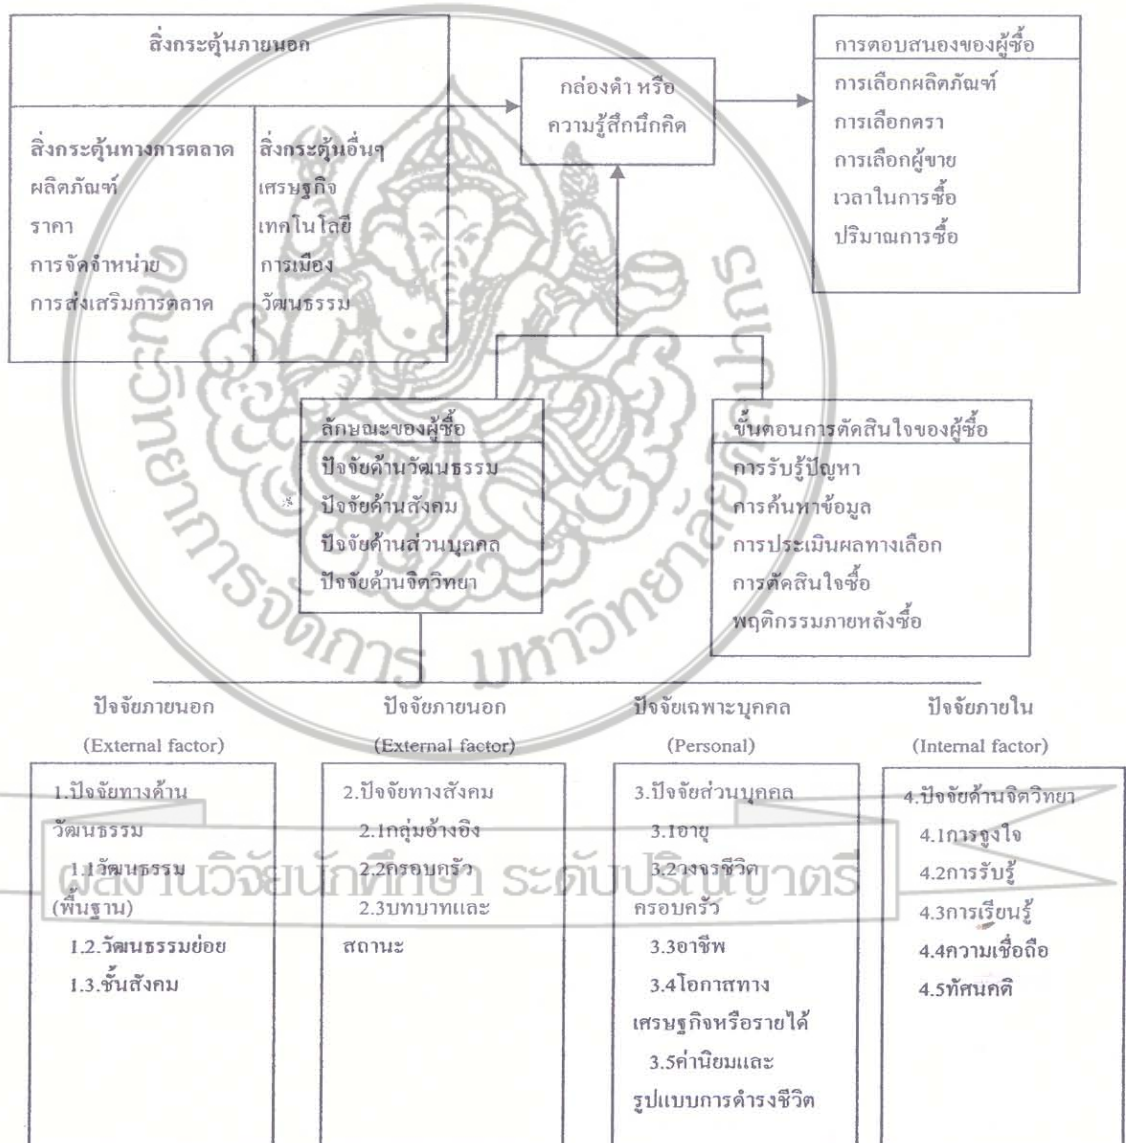 สิ่งกระตุ้นภายนอก
สิ่งกระตุ้นทางการตลาด
ผลิตภัณฑ์
ราคา
การจัดจำหน่าย
การส่งเสริมการตลาด
สิ่งกระตุ้นอื่นๆ
เศรษฐกิจ
เทคโนโลยี
การเมือง
วัฒนธรรม
กล่องดำ หรือ
ความรู้สึกนึกคิด
การตอบสนองของผู้ซื้อ
การเลือกผลิตภัณฑ์
การเลือกตรา
การเลือกผู้ขาย
เวลาในการซื้อ
ปริมาณการซื้อ
ลักษณะของผู้ซื้อ
ปัจจัยด้านวัฒนธรรม
ปัจจัยด้านสังคม
ปัจจัยด้านส่วนบุคคล
ปัจจัยด้านจิตวิทยา
ขั้นตอนการตัดสินใจของผู้ซื้อ
การรับรู้ปัญหา
การค้นหาข้อมูล
การประเมินผลทางเลือก
การตัดสินใจซื้อ
พฤติกรรมภายหลังซื้อ
ปัจจัยภายนอก
(External factor)
1.ปัจจัยทางด้าน
วัฒนธรรม
1.1วัฒนธรรม
(พื้นฐาน)
1.2.วัฒนธรรมย่อย
1.3.ชั้นสังคม
ปัจจัยภายนอก
(External factor)
2.ปัจจัยทางสังคม
2.1กลุ่มอ้างอิง
2.2ครอบครัว
2.3บทบาทและ
สถานะ
ปัจจัยเฉพาะบุคคล
(Personal)
3.ปัจจัยส่วนบุคคล
3.1อายุ
3.2วงจรชีวิต
ครอบครัว
3.3อาชีพ
3.4โอกาสทาง
เศรษฐกิจหรือรายได้
3.5ค่านิยมและ
รูปแบบการดำรงชีวิต
ปัจจัยภายใน
(Internal factor)
4.ปัจจัยด้านจิตวิทยา
4.1การจูงใจ
4.2การรับรู้
4.3การเรียนรู้
4.4ความเชื่อถือ
4.5ทัศนคติ
ผลงานวิจัยนักศึกษา ระดับปริญญาตรี